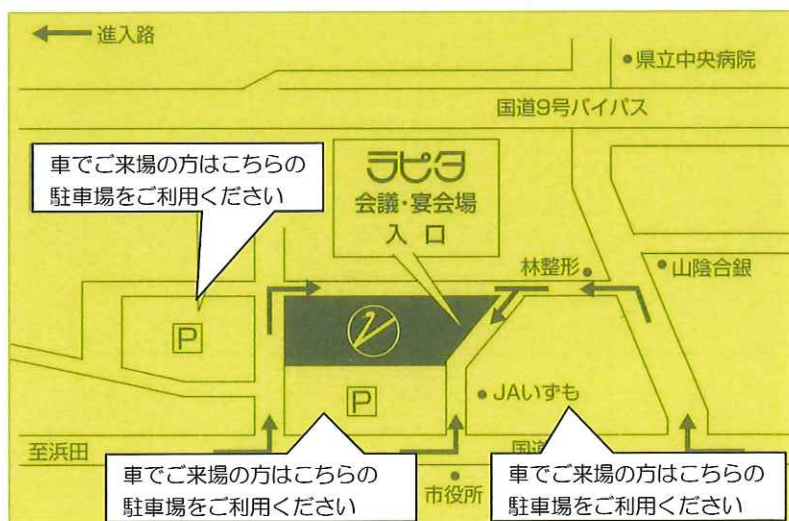 進入路
県立中央病院
国道9号バイパス
車でご来場の方はこちらの
駐車場をご利用ください
ラピタ
会議・宴会場
入口
林整形
山陰合銀
P
P
JAいずも
至浜田
国道
車でご来場の方はこちらの
駐車場をご利用ください
市役所
車でご来場の方はこちらの
駐車場をご利用ください